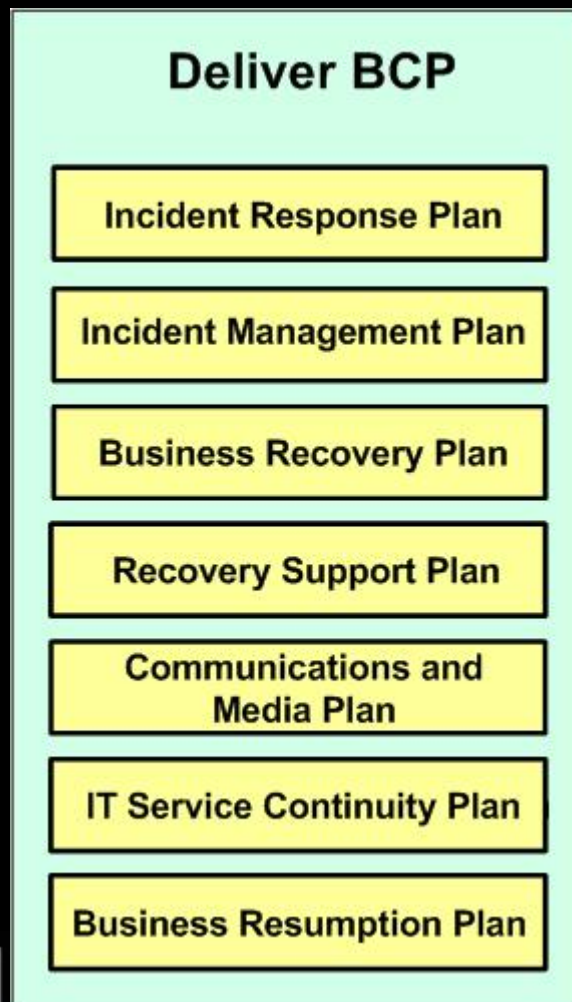 Deliver BCP
Incident Response Plan
Incident Management Plan
Business Recovery Plan
Recovery Support Plan
Communications and
Media Plan
IT Service Continuity Plan
Business Resumption Plan